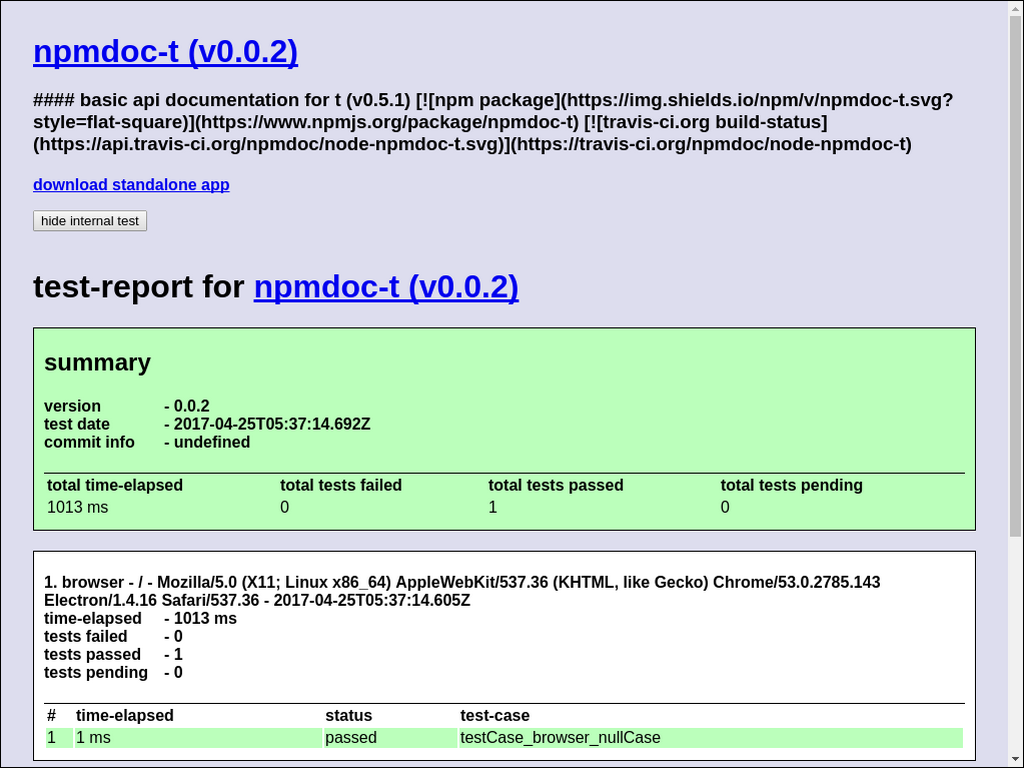 npmdoc-t (v0.0.2)
#### basic api documentation for t (v0.5.1) [![npm package](https://img.shields.io/npm/v/npmdoc-t.svg?
style=flat-square)](https://www.npmjs.org/package/npmdoc-t) [![travis-ci.org build-status]
(https://api.travis-ci.org/npmdoc/node-npmdoc-t.svg)](https://travis-ci.org/npmdoc/node-npmdoc-t)
download standalone app
hide internal test
test-report for npmdoc-t (v0.0.2)
summary
version - 0.0.2
test date - 2017-04-25T05:37:14.692Z
commit info - undefined
total time-elapsed total tests failed total tests passed total tests pending
1013 ms 0 1 0
1. browser - / - Mozilla/5.0 (X11; Linux x86_64) AppleWebKit/537.36 (KHTML, like Gecko) Chrome/53.0.2785.143
Electron/1.4.16 Safari/537.36 - 2017-04-25T05:37:14.605Z
time-elapsed - 1013 ms
tests failed - 0
tests passed - 1
tests pending - 0
# time-elapsed status test-case
1 1 ms passed testCase_browser_nullCase